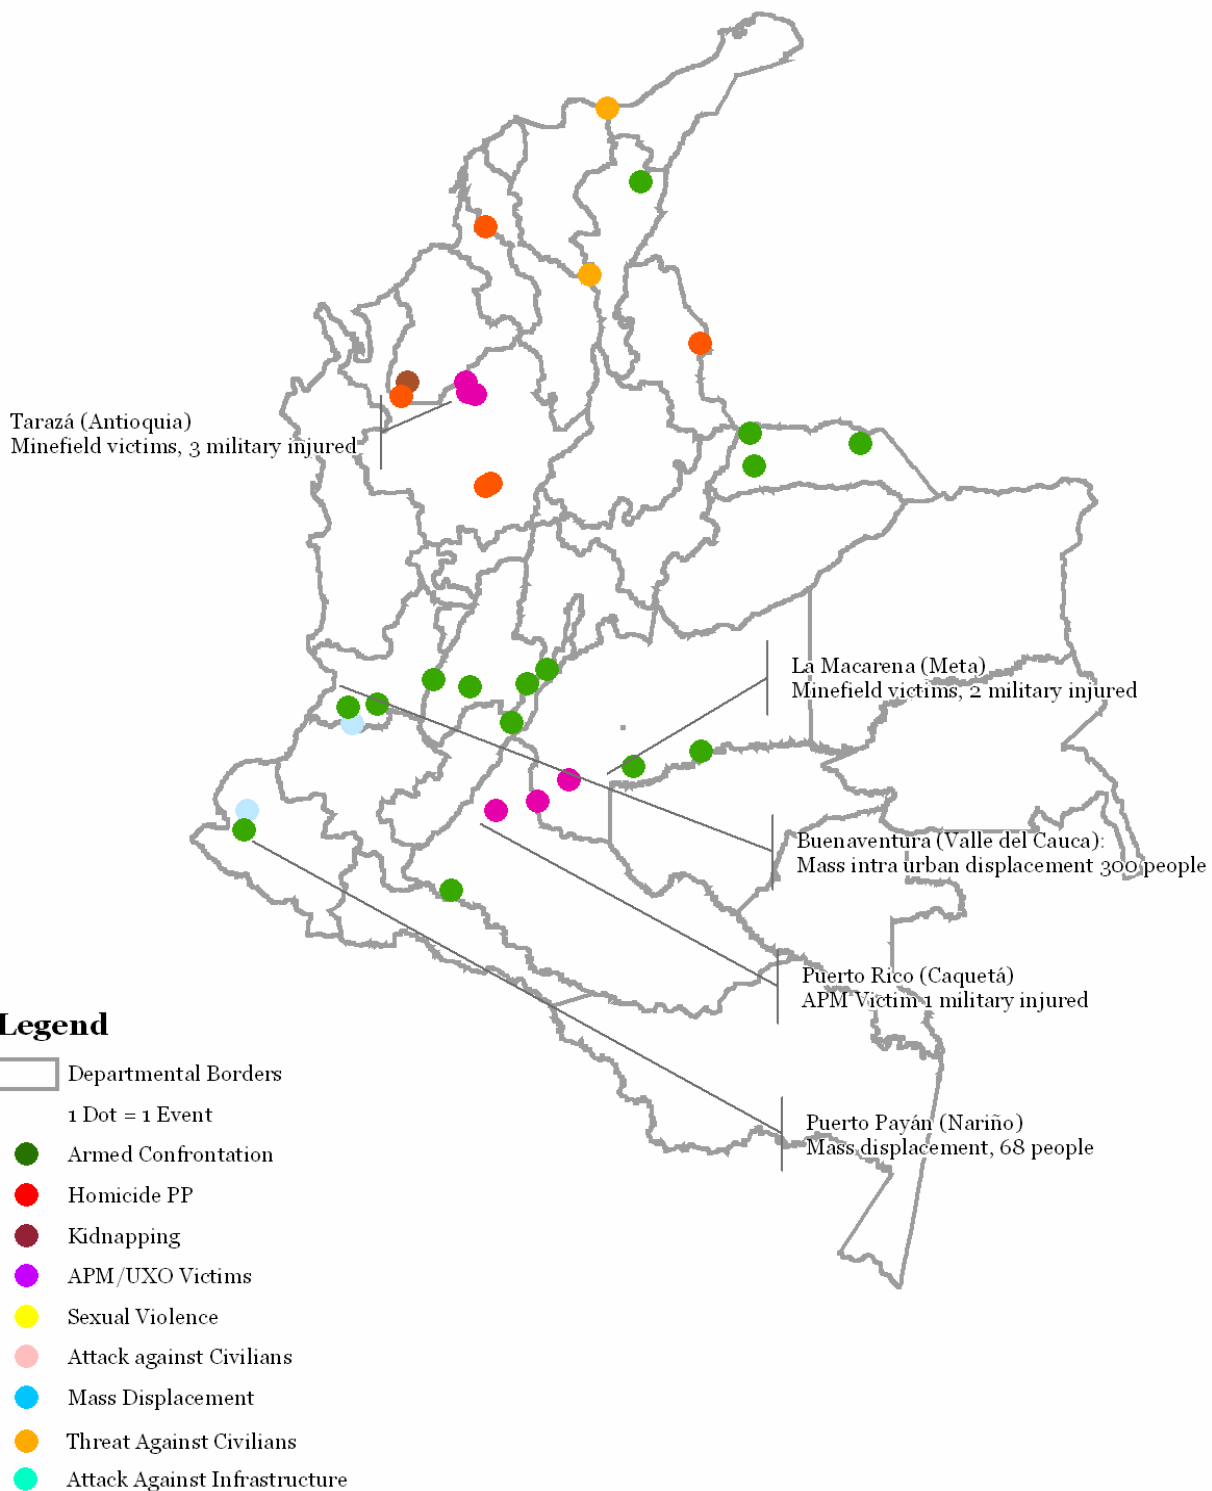 Tarazá (Antioquia)
Minefield victims, 3 military injured
La Macarena (Meta)
Minefield victims, 2 military injured
Buenaventura (Valle del Cauca):
Mass intra urban displacement 300 people
Puerto Rico (Caquetá)
APM Victim 1 military injured
Puerto Payán (Nariño)
Mass displacement, 68 people
Legend
Departmental Borders
1 Dot = 1 Event
Armed Confrontation
Homicide PP
Kidnapping
APM/UXO Victims
Sexual Violence
Attack against Civilians
Mass Displacement
Threat Against Civilians
Attack Against Infrastructure